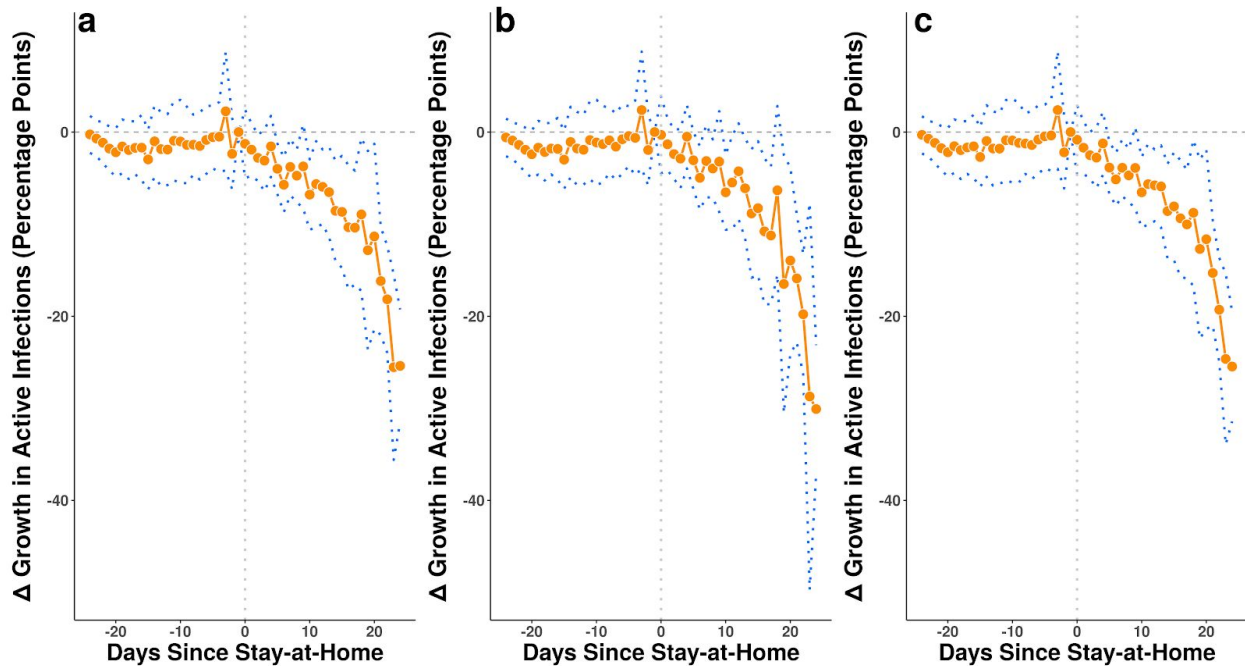 a
b
c
Δ Growth in Active Infections (Percentage Points)
0
-20
-40
-20
-10
0
10
20
Days Since Stay-at-Home
Δ Growth in Active Infections (Percentage Points)
0
-20
-40
-20
-10
0
10
20
Days Since Stay-at-Home
Δ Growth in Active Infections (Percentage Points)
0
-20
-40
-20
-10
0
10
20
Days Since Stay-at-Home